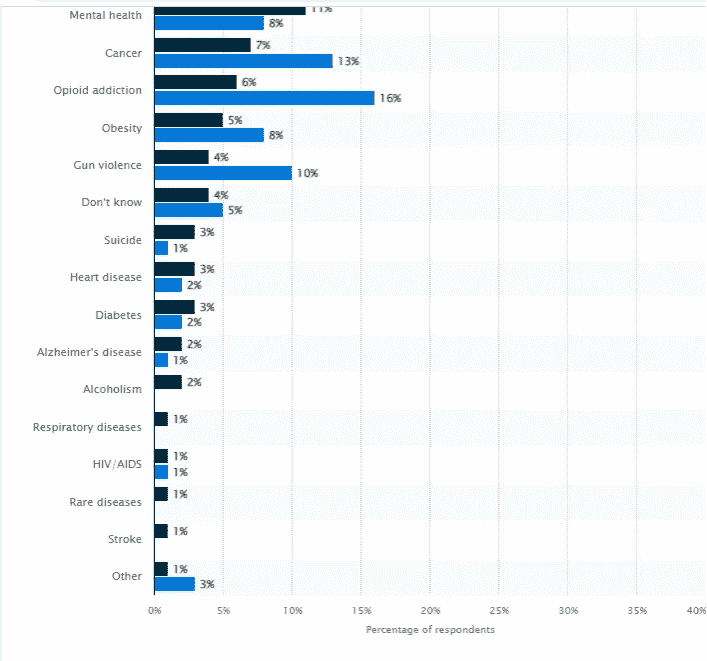 Mental health
11%
8%
Cancer
7%
13%
Opioid addiction
6%
16%
Obesity
5%
8%
Gun violence
4%
10%
Don't know
4%
5%
Suicide
3%
1%
Heart disease
3%
2%
Diabetes
3%
2%
Alzheimer's disease
2%
1%
Alcoholism
2%
Respiratory diseases
1%
HIV/AIDS
1%
1%
Rare diseases
1%
Stroke
1%
Other
1%
3%
0% 5% 10% 15% 20% 25% 30% 35% 40%
Percentage of respondents